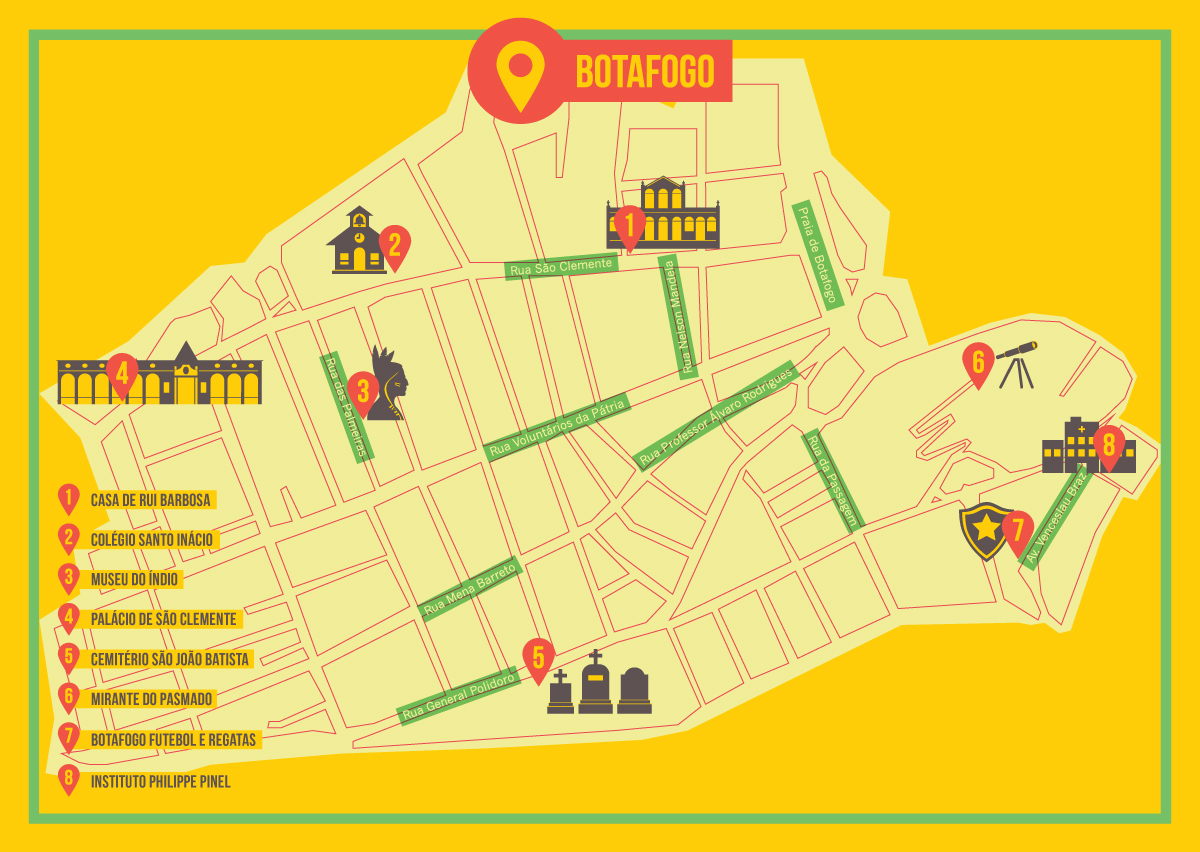 BOTAFOGO
1
2
Rua São Clemente
Rua Nelson Mandela
Praia de Botafogo
4
Rua das Palmeiras
3
6
Rua Voluntários da Pátria
Rua Professor Álvaro Rodrigues
Rua da Passagem
8
7
Av. Venceslau Braz
Rua Mena Barreto
5
Rua General Polidoro
1 CASA DE RUI BARBOSA
2 COLÉGIO SANTO INÁCIO
3 MUSEU DO ÍNDIO
4 PALÁCIO DE SÃO CLEMENTE
5 CEMITÉRIO SÃO JOÃO BATISTA
6 MIRANTE DO PASMADO
7 BOTAFOGO FUTEBOL E REGATAS
8 INSTITUTO PHILIPPE PINEL